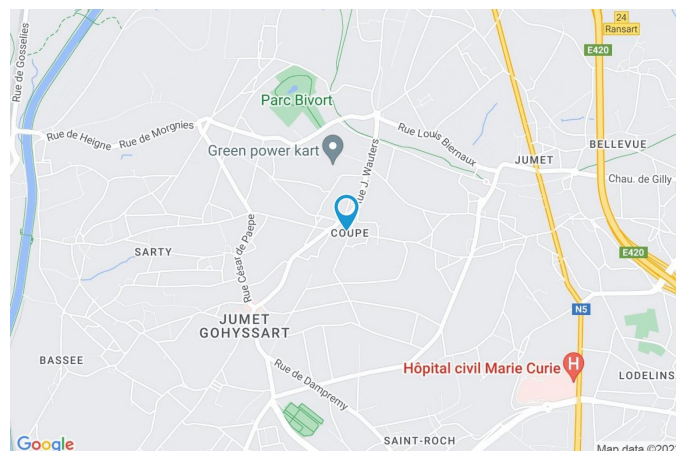 Rue de Gosselies
24
Ransart
E420
Parc Bivort
Rue de Heigne
Rue de Morgnies
Rue Louis Biernaux
Green power kart
Rue J. Wauters
JUMET
BELLEVUE
Chau. de Gilly
COUPE
Rue César de Paepe
SARTY
E420
N5
JUMET
GOHYSSART
BASSEE
Rue de Dampremy
Hôpital civil Marie Curie
H
LODELINS
SAINT-ROCH
Google
Map data ©202